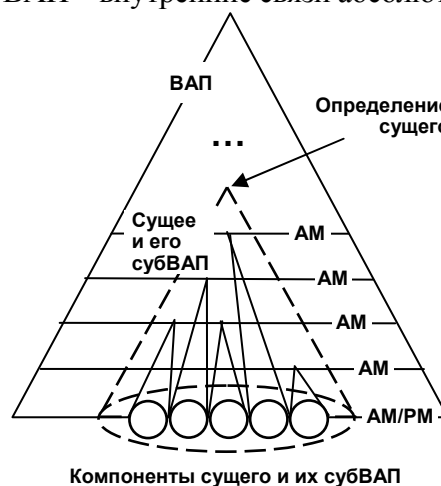 ВАП – внутренние связи абсолют
ВАП
Определение
сущего
...
Сущее
и его
субВАП
АМ
АМ
АМ
АМ
АМ/РМ
Компоненты сущего и их субВАП